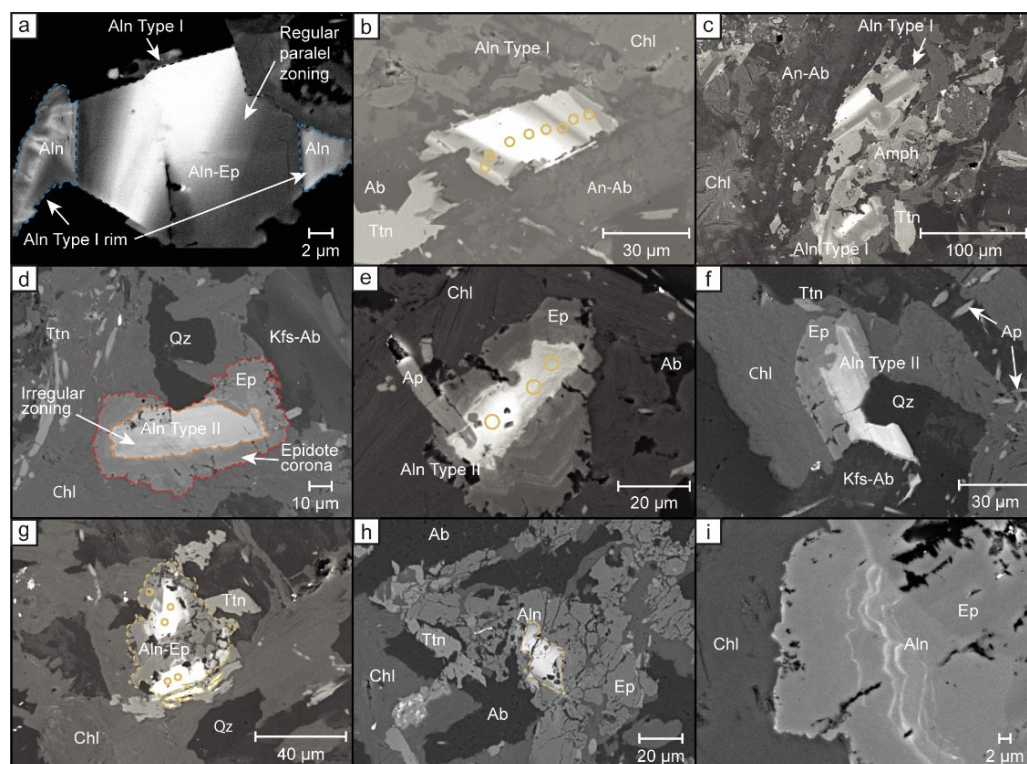 a
Aln Type I
Regular
paralel
zoning
Aln
Aln
Aln-Ep
Aln Type I rim
2 µm
b
Aln Type I
Chl
Ab
An-Ab
Ttn
30 µm
c
Aln Type I
An-Ab
Amph
Chl
Ttn
Aln Type I
100 µm
d
Ttn
Qz
Kfs-Ab
Ep
Irregular
zoning
Aln Type II
Epidote
corona
Chl
10 µm
e
Chl
Ep
Ap
Ab
Aln Type II
20 µm
f
Ttn
Ep
Ap
Aln Type II
Chl
Qz
Kfs-Ab
30 µm
g
Ttn
Aln-Ep
Chl
Qz
40 µm
h
Ab
Aln
Ttn
Chl
Ep
Ab
20 µm
i
Ep
Chl
Aln
2 µm